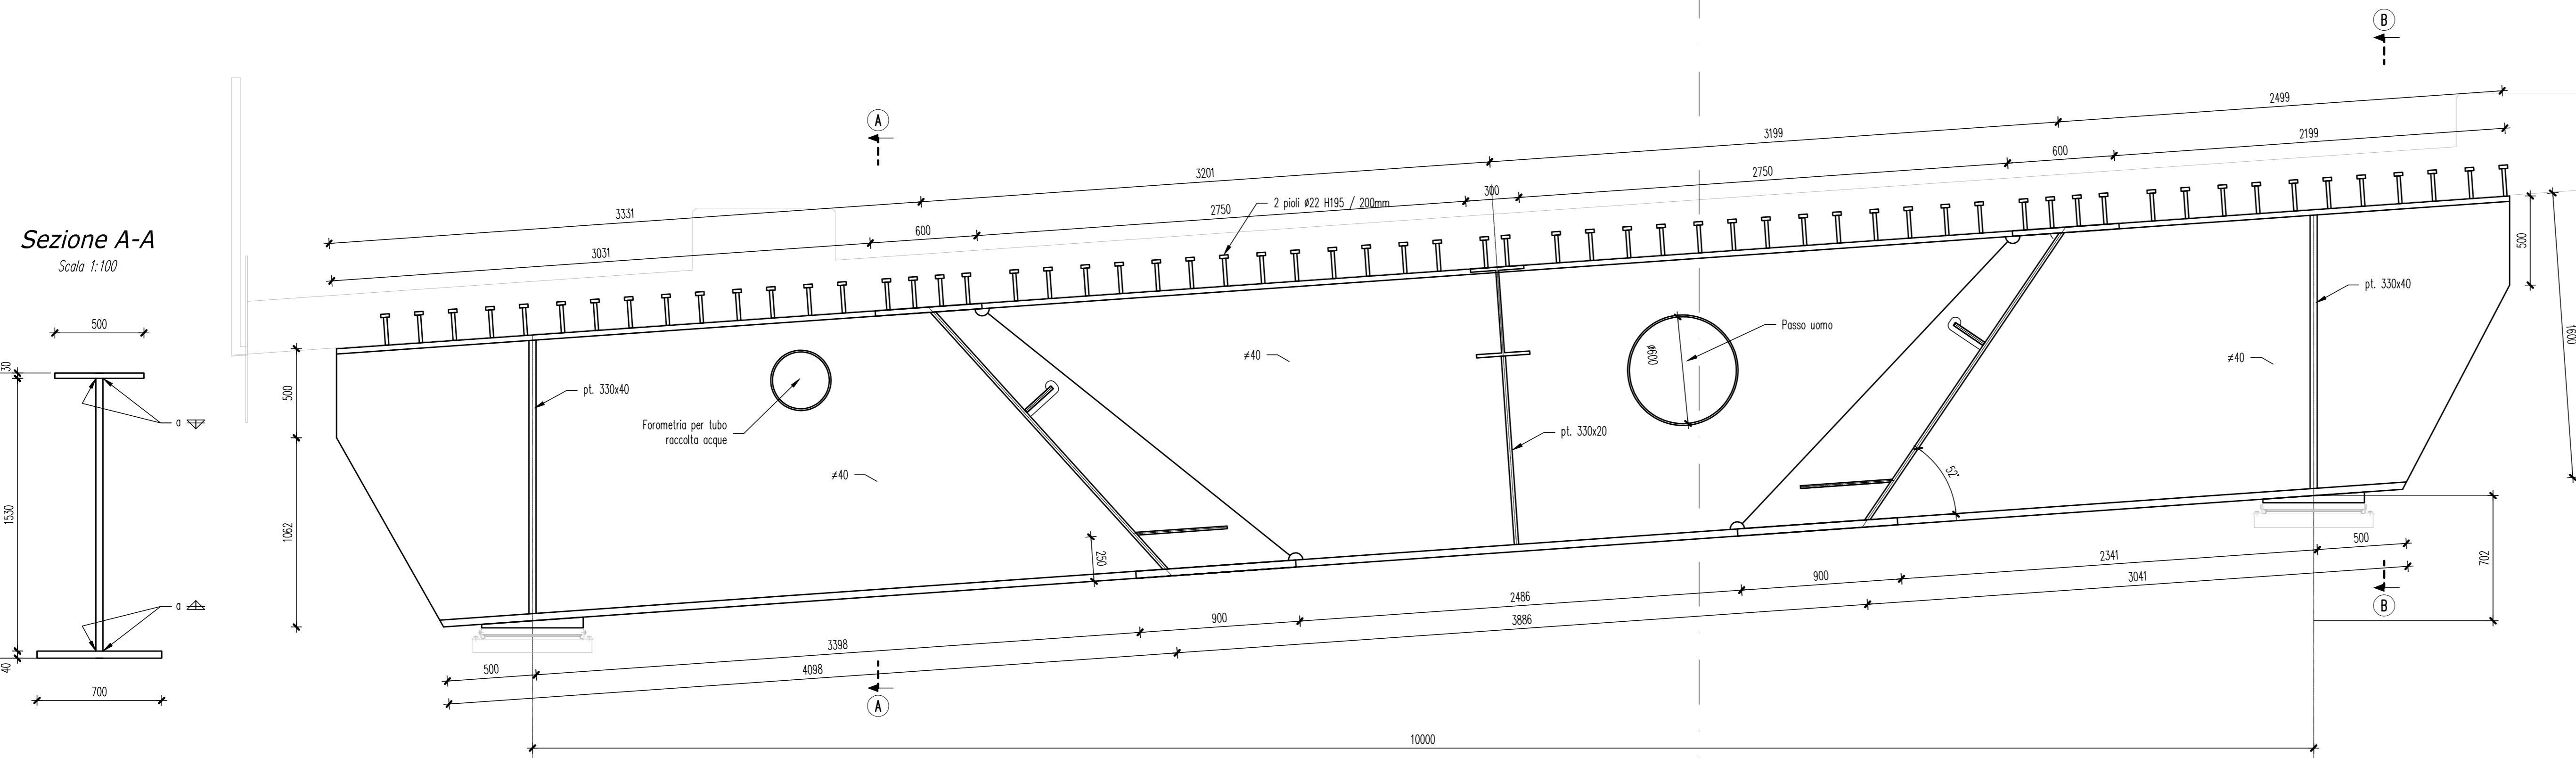 Sezione A-A
Scala 1:100
500
30
1530
40
700
a
a
A
B
3331
3201
3199
2499
3031
600
2750
300
2750
600
2199
2 pioli ø22 H195 / 200mm
500
1062
500
1600
702
pt. 330x40
Forometria per tubo
raccolta acque
≠40
≠40
ø600
Passo uomo
pt. 330x20
52°
≠40
pt. 330x40
250
500
3398
900
2486
900
2341
500
4098
3886
3041
A
B
10000